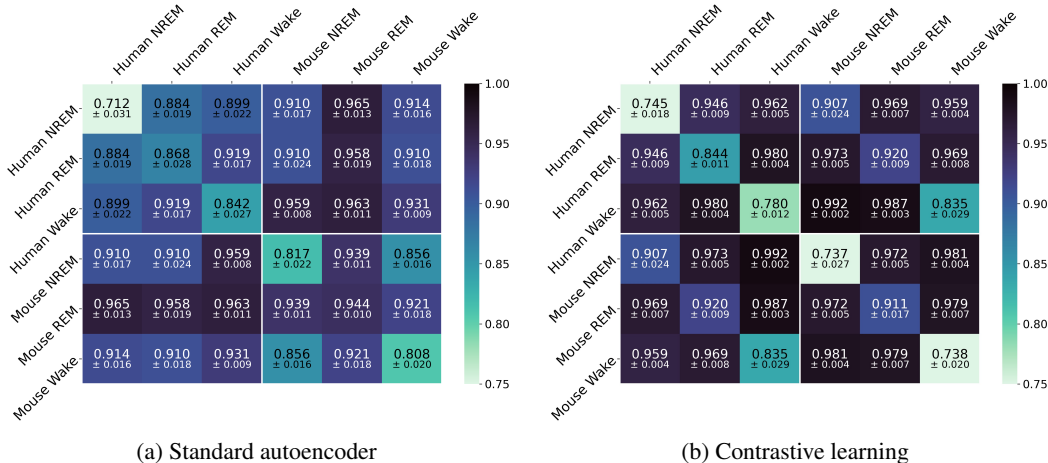 Human NREM Human REM Human Wake Mouse NREM Mouse REM Mouse Wake
Human NREM 0.712 ± 0.031 0.884 ± 0.019 0.899 ± 0.022 0.910 ± 0.017 0.965 ± 0.013 0.914 ± 0.016
Human REM 0.884 ± 0.019 0.868 ± 0.028 0.919 ± 0.017 0.910 ± 0.024 0.958 ± 0.019 0.910 ± 0.018
Human Wake 0.899 ± 0.022 0.919 ± 0.017 0.842 ± 0.027 0.959 ± 0.008 0.963 ± 0.011 0.931 ± 0.009
Mouse NREM 0.910 ± 0.017 0.910 ± 0.024 0.959 ± 0.008 0.817 ± 0.022 0.939 ± 0.011 0.856 ± 0.016
Mouse REM 0.965 ± 0.013 0.958 ± 0.019 0.963 ± 0.011 0.939 ± 0.011 0.944 ± 0.010 0.921 ± 0.018
Mouse Wake 0.914 ± 0.016 0.910 ± 0.018 0.931 ± 0.009 0.856 ± 0.016 0.921 ± 0.018 0.808 ± 0.020
1.00
0.95
0.90
0.85
0.80
0.75
(a) Standard autoencoder
Human NREM Human REM Human Wake Mouse NREM Mouse REM Mouse Wake
Human NREM 0.745 ± 0.018 0.946 ± 0.009 0.962 ± 0.005 0.907 ± 0.024 0.969 ± 0.007 0.959 ± 0.004
Human REM 0.946 ± 0.009 0.844 ± 0.011 0.980 ± 0.004 0.973 ± 0.005 0.920 ± 0.009 0.969 ± 0.008
Human Wake 0.962 ± 0.005 0.980 ± 0.004 0.780 ± 0.012 0.992 ± 0.002 0.987 ± 0.003 0.835 ± 0.029
Mouse NREM 0.907 ± 0.024 0.973 ± 0.005 0.992 ± 0.002 0.737 ± 0.027 0.972 ± 0.005 0.981 ± 0.004
Mouse REM 0.969 ± 0.007 0.920 ± 0.009 0.987 ± 0.003 0.972 ± 0.005 0.911 ± 0.017 0.979 ± 0.007
Mouse Wake 0.959 ± 0.004 0.969 ± 0.008 0.835 ± 0.029 0.981 ± 0.004 0.979 ± 0.007 0.738 ± 0.020
1.00
0.95
0.90
0.85
0.80
0.75
(b) Contrastive learning